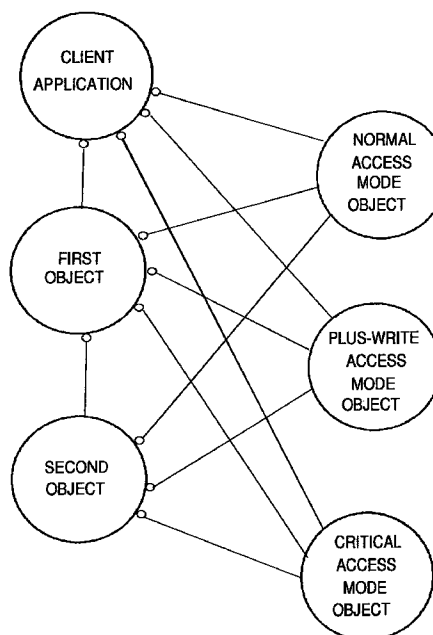 CLIENT
APPLICATION
NORMAL
ACCESS
MODE
OBJECT
FIRST
OBJECT
PLUS-WRITE
ACCESS
MODE
OBJECT
SECOND
OBJECT
CRITICAL
ACCESS
MODE
OBJECT